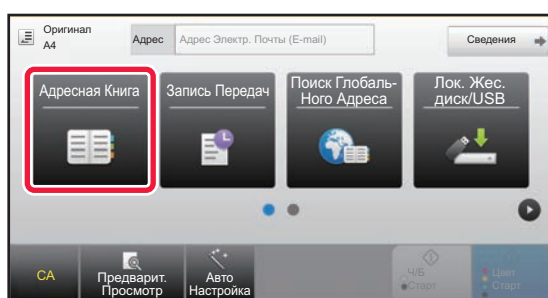 Оригинал
A4
Адрес
Адрес Электр. Почты (E-mail)
Сведения
Адресная Книга
Запись Передач
Поиск Глобаль-
Ного Адреса
Лок. Жес.
диск/USB
CA
Предварит.
Просмотр
Авто
Настройка
Ч/Б
Старт
Цвет
Старт